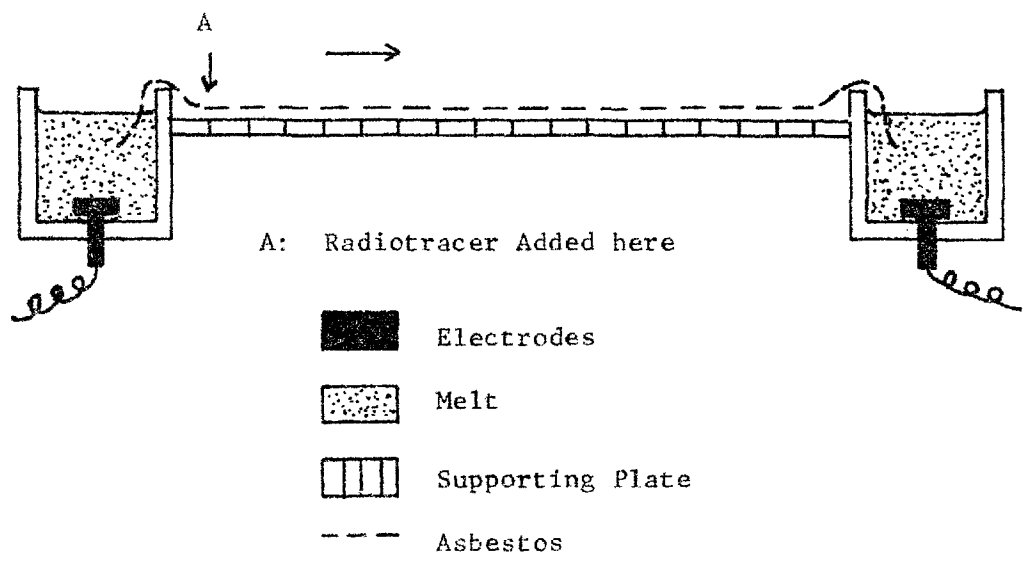 A
A: Radiotracer Added here
Electrodes
Melt
Supporting Plate
Asbestos